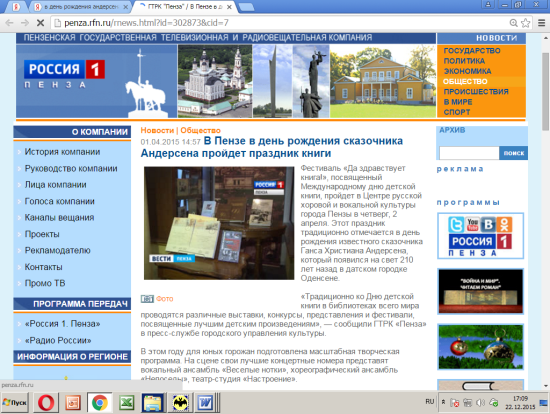 в день рождения андерсен
ГТРК "Пенза" / В Пензе в д
penza.rfn.ru/rnews.html?id=302873&cid=7
ПЕНЗЕНСКАЯ ГОСУДАРСТВЕННАЯ ТЕЛЕВИЗИОННАЯ И РАДИОВЕЩАТЕЛЬНАЯ КОМПАНИЯ
НОВОСТИ
РОССИЯ 1
ПЕНЗА
ГОСУДАРСТВО
ПОЛИТИКА
ЭКОНОМИКА
ОБЩЕСТВО
ПРОИСШЕСТВИЯ
В МИРЕ
СПОРТ
О КОМПАНИИ
История компании
Руководство компании
Лица компании
Голоса компании
Каналы вещания
Проекты
Рекламодателю
Контакты
Промо ТВ
ПРОГРАММА ПЕРЕДАЧ
«Россия 1. Пенза»
«Радио России»
ИНФОРМАЦИЯ О РЕГИОНЕ
Новости | Общество
01.04.2015 14:57 В Пензе в день рождения сказочника
Андерсена пройдет праздник книги
РОССИЯ 1
ВЕСТИ ПЕНЗА
Фестиваль «Да здравствует
книга!», посвященный
Международному дню детской
книги, пройдет в Центре русской
хоровой и вокальной культуры
города Пензы в четверг, 2
апреля. Этот праздник
традиционно отмечается в день
рождения известного сказочника
Ганса Христиана Андерсена,
который появился на свет 210
лет назад в датском городке
Оденсене.
Фото
«Традиционно ко Дню детской
книги в библиотеках всего мира
проводятся различные выставки, конкурсы, представления и фестивали,
посвященные лучшим детским произведениям», — сообщили ГТРК «Пенза»
в пресс-службе городского управления культуры.
В этом году для юных горожан подготовлена масштабная творческая
программа. На сцене свои лучшие концертные номера представят
вокальный ансамбль «Веселые нотки», хореографический ансамбль
«Непоседы», театр-студия «Настроение».
АРХИВ
ПОИСК
реклама
программы
You Tube
В
РОССИЯ 1
ПЕНЗА
"ВОЙНА И МИР".
ЧИТАЕМ РОМАН"
penza.rfn.ru
Пуск
RU
17:09
22.12.2015